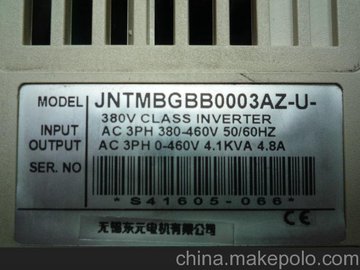 MODEL JNTMBGBB0003AZ-U-
380V CLASS INVERTER
INPUT AC 3PH 380-460V 50/60HZ
OUTPUT AC 3PH 0-460V 4.1KVA 4.8A
SER. NO
*S41605-066*
无锡东元电机有限公司 CE
china.makepolo.com